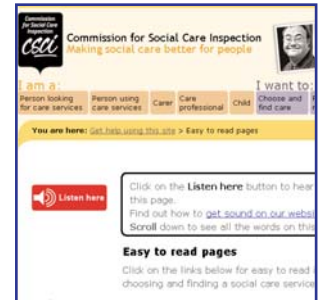 Commission
for Social Care
Inspection
CSCI
Commission for Social Care Inspection
Making social care better for people
I am a:
I want to:
Person looking
for care services
Person using
care services
Carer
Care
professional
Child
Choose and
find care
You are here: Get help using this site > Easy to read pages
Listen here
Click on the Listen here button to hear
this page.
Find out how to get sound on our websi
Scroll down to see all the words on this
Easy to read pages
Click on the links below for easy to read
choosing and finding a social care service